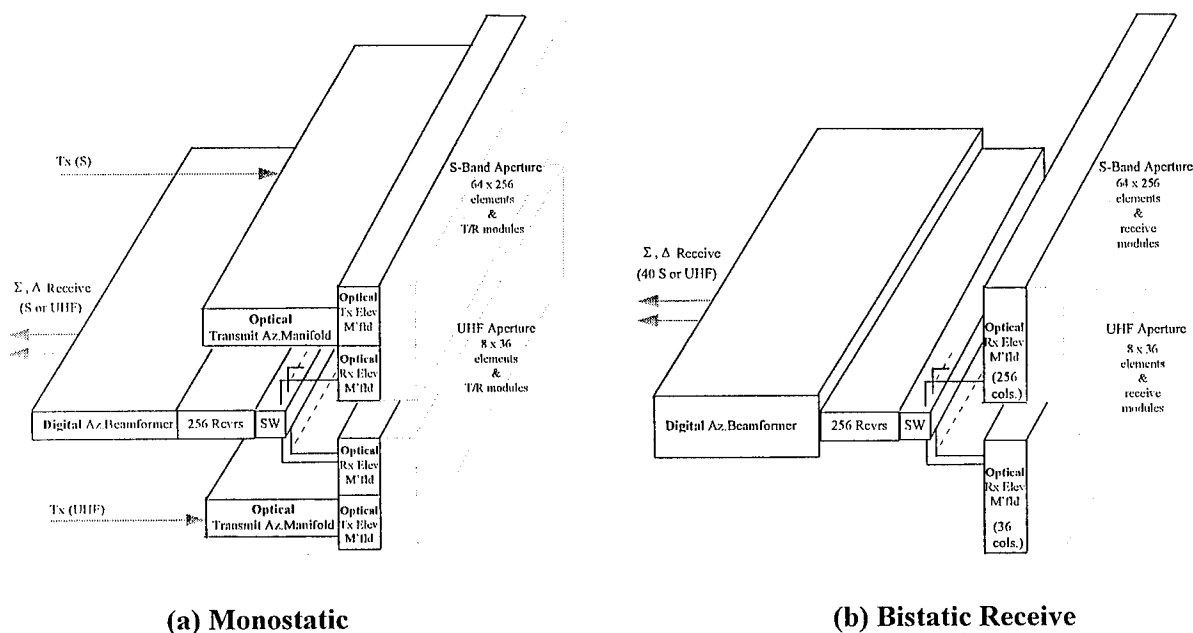 Tx (S)
S-Band Aperture
64 x 256
elements
&
T/R modules
Σ , Δ Receive
(S or UHF)
Optical
Tx Elev
M'fld
Optical
Transmit Az.Manifold
Optical
Rx Elev
M'fld
UHF Aperture
8 x 36
elements
&
T/R modules
Digital Az.Beamformer
256 Rcvrs
SW
Optical
Rx Elev
M'fld
Tx (UHF)
Optical
Transmit Az.Manifold
Optical
Tx Elev
M'fld
(a) Monostatic
S-Band Aperture
64 x 256
elements
&
receive
modules
Σ , Δ Receive
(40 S or UHF)
Optical
Rx Elev
M'fld
(256
cols.)
UHF Aperture
8 x 36
elements
&
receive
modules
Digital Az.Beamformer
256 Rcvrs
SW
Optical
Rx Elev
M'fld
(36
cols.)
(b) Bistatic Receive